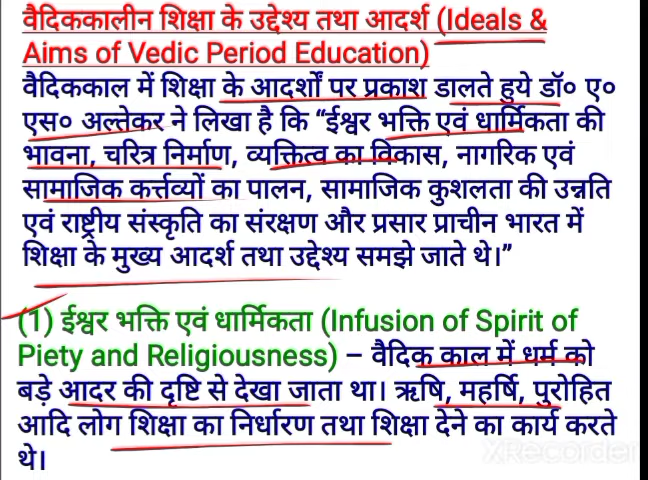 वैदिककालीन शिक्षा के उद्देश्य तथा आदर्श (Ideals &
Aims of Vedic Period Education)
वैदिककाल में शिक्षा के आदर्शों पर प्रकाश डालते हुये डॉ० ए०
एस० अल्तेकर ने लिखा है कि “ईश्वर भक्ति एवं धार्मिकता की
भावना, चरित्र निर्माण, व्यक्तित्व का विकास, नागरिक एवं
सामाजिक कर्त्तव्यों का पालन, सामाजिक कुशलता की उन्नति
एवं राष्ट्रीय संस्कृति का संरक्षण और प्रसार प्राचीन भारत में
शिक्षा के मुख्य आदर्श तथा उद्देश्य समझे जाते थे।”
(1) ईश्वर भक्ति एवं धार्मिकता (Infusion of Spirit of
Piety and Religiousness) – वैदिक काल में धर्म को
बड़े आदर की दृष्टि से देखा जाता था। ऋषि, महर्षि, पुरोहित
आदि लोग शिक्षा का निर्धारण तथा शिक्षा देने का कार्य करते
थे।
XRecorder